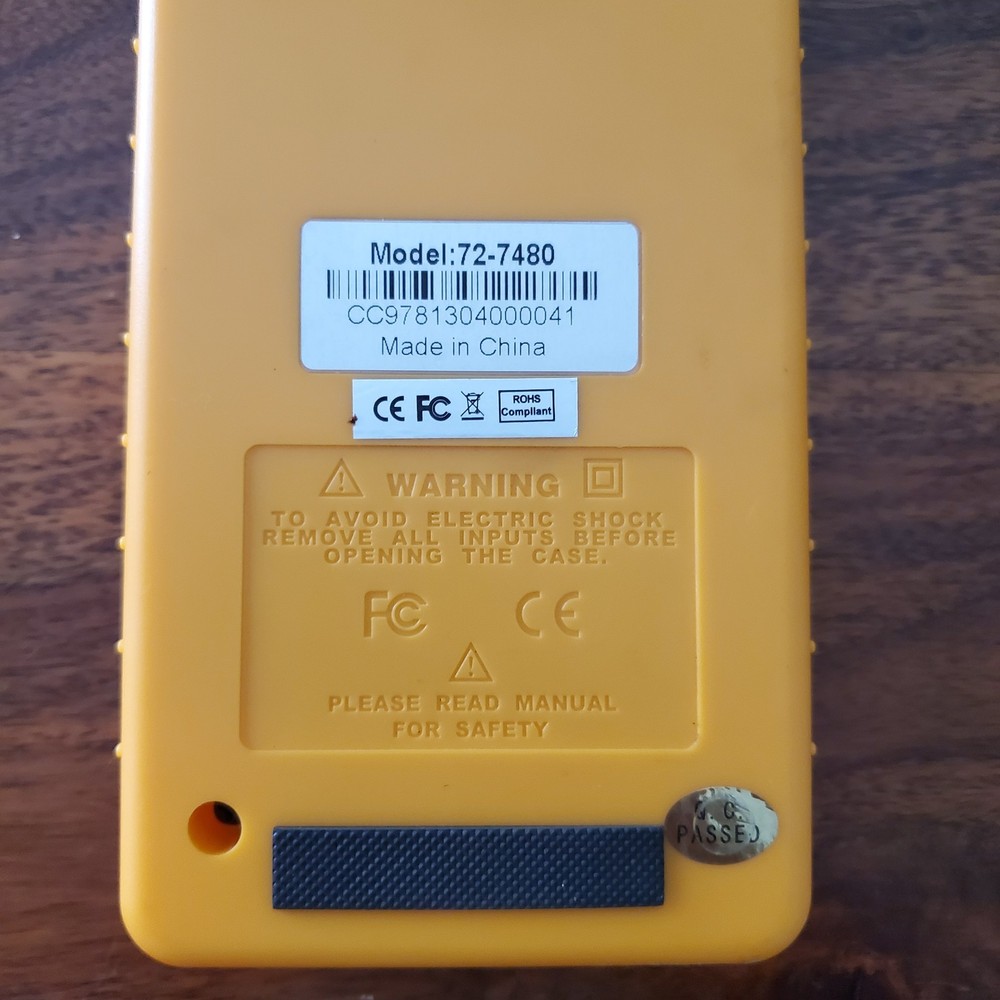 Model:72-7480
CC9781304000041
Made in China
CE FC ROHS
Compliant
WARNING
TO AVOID ELECTRIC SHOCK
REMOVE ALL INPUTS BEFORE
OPENING THE CASE.
FC CE
PLEASE READ MANUAL
FOR SAFETY
Q.C.
PASSED